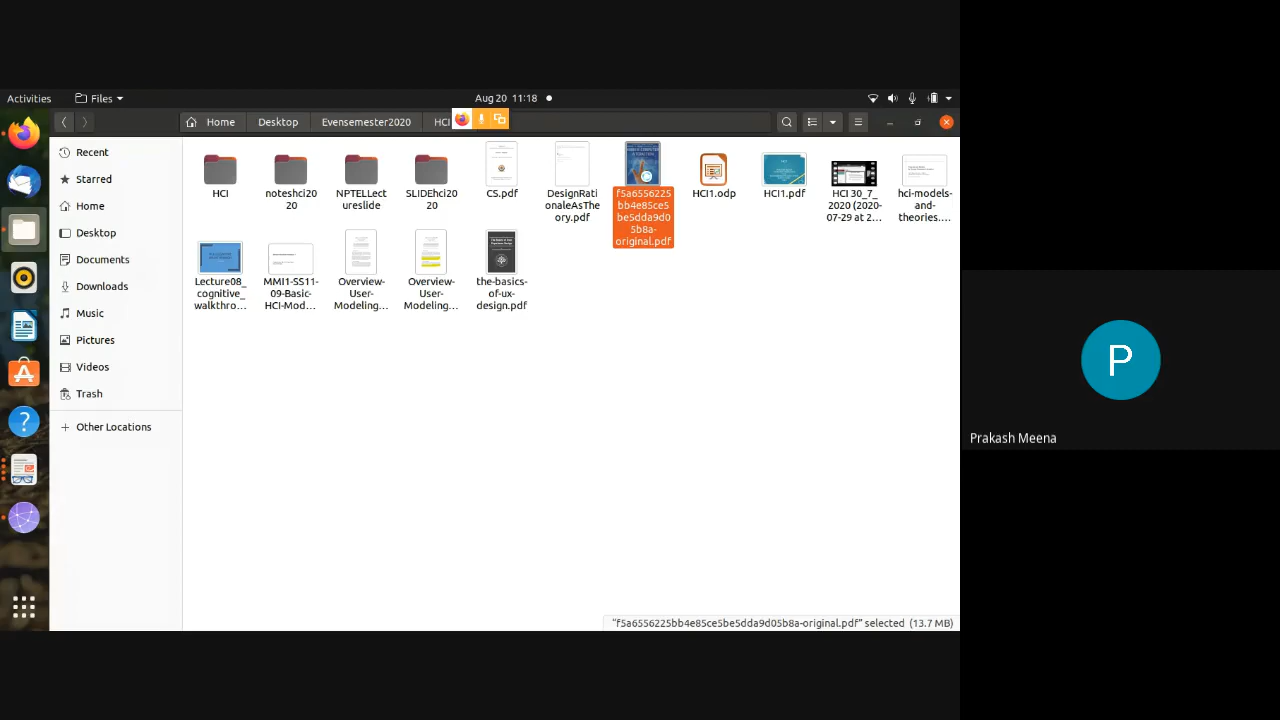 Activities Files Aug 20 11:18
Home Desktop Evensemester2020 HCI
Recent
Starred
Home
Desktop
Documents
Downloads
Music
Pictures
Videos
Trash
Other Locations
HCI
noteshci20
20
NPTELLect
ureslide
SLIDEhci20
20
CS.pdf
DesignRati
onaleAsThe
ory.pdf
f5a6556225
bb4e85ce5
be5dda9d0
5b8a-
original.pdf
HCI1.odp
HCI1.pdf
HCI 30_7_
2020 (2020-
07-29 at 2…
hci-models-
and-
theories.…
Lecture08_
cognitive_
walkthro…
MMI1-SS11-
09-Basic-
HCI-Mod…
Overview-
User-
Modeling…
Overview-
User-
Modeling…
the-basics-
of-ux-
design.pdf
"f5a6556225bb4e85ce5be5dda9d05b8a-original.pdf" selected (13.7 MB)
P
Prakash Meena